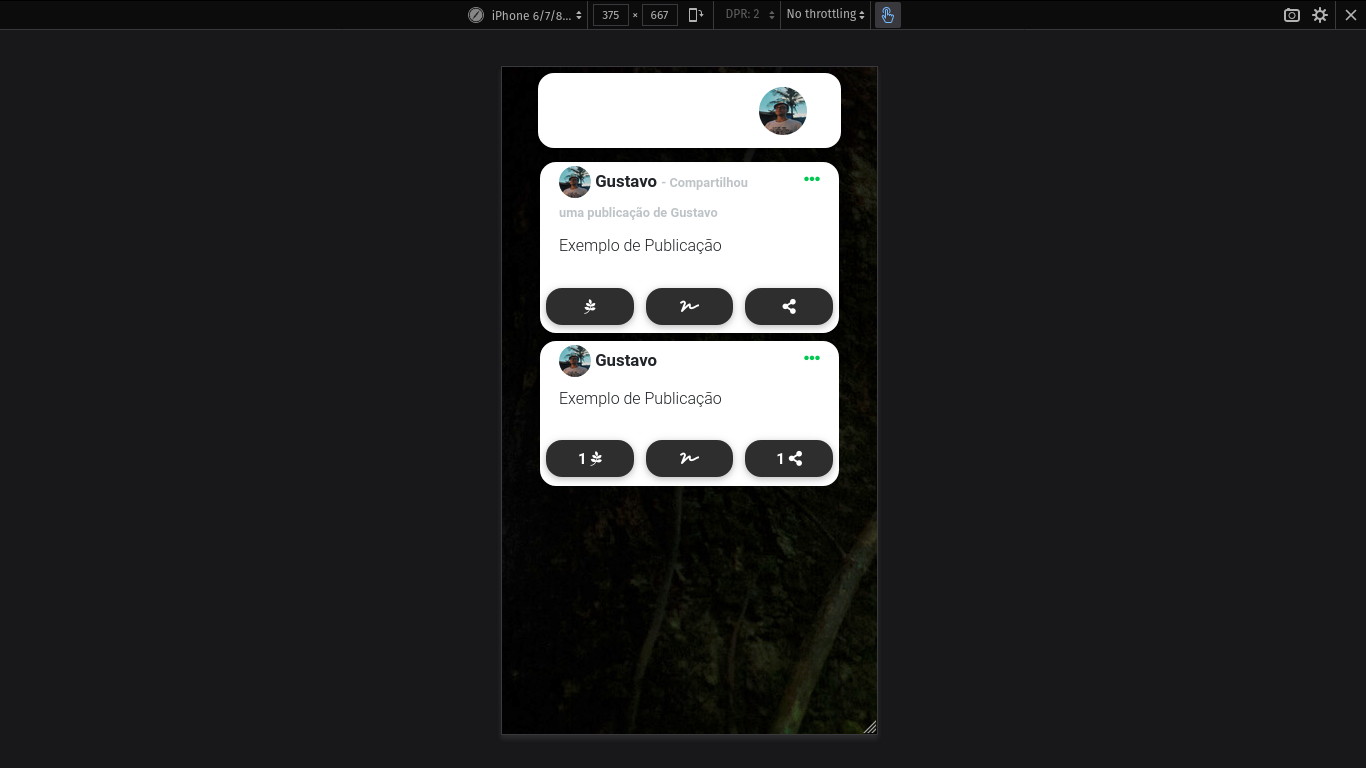 iPhone 6/7/8... 375 × 667 DPR: 2 No throttling
Gustavo - Compartilhou
uma publicação de Gustavo
Exemplo de Publicação
Gustavo
Exemplo de Publicação
1 1